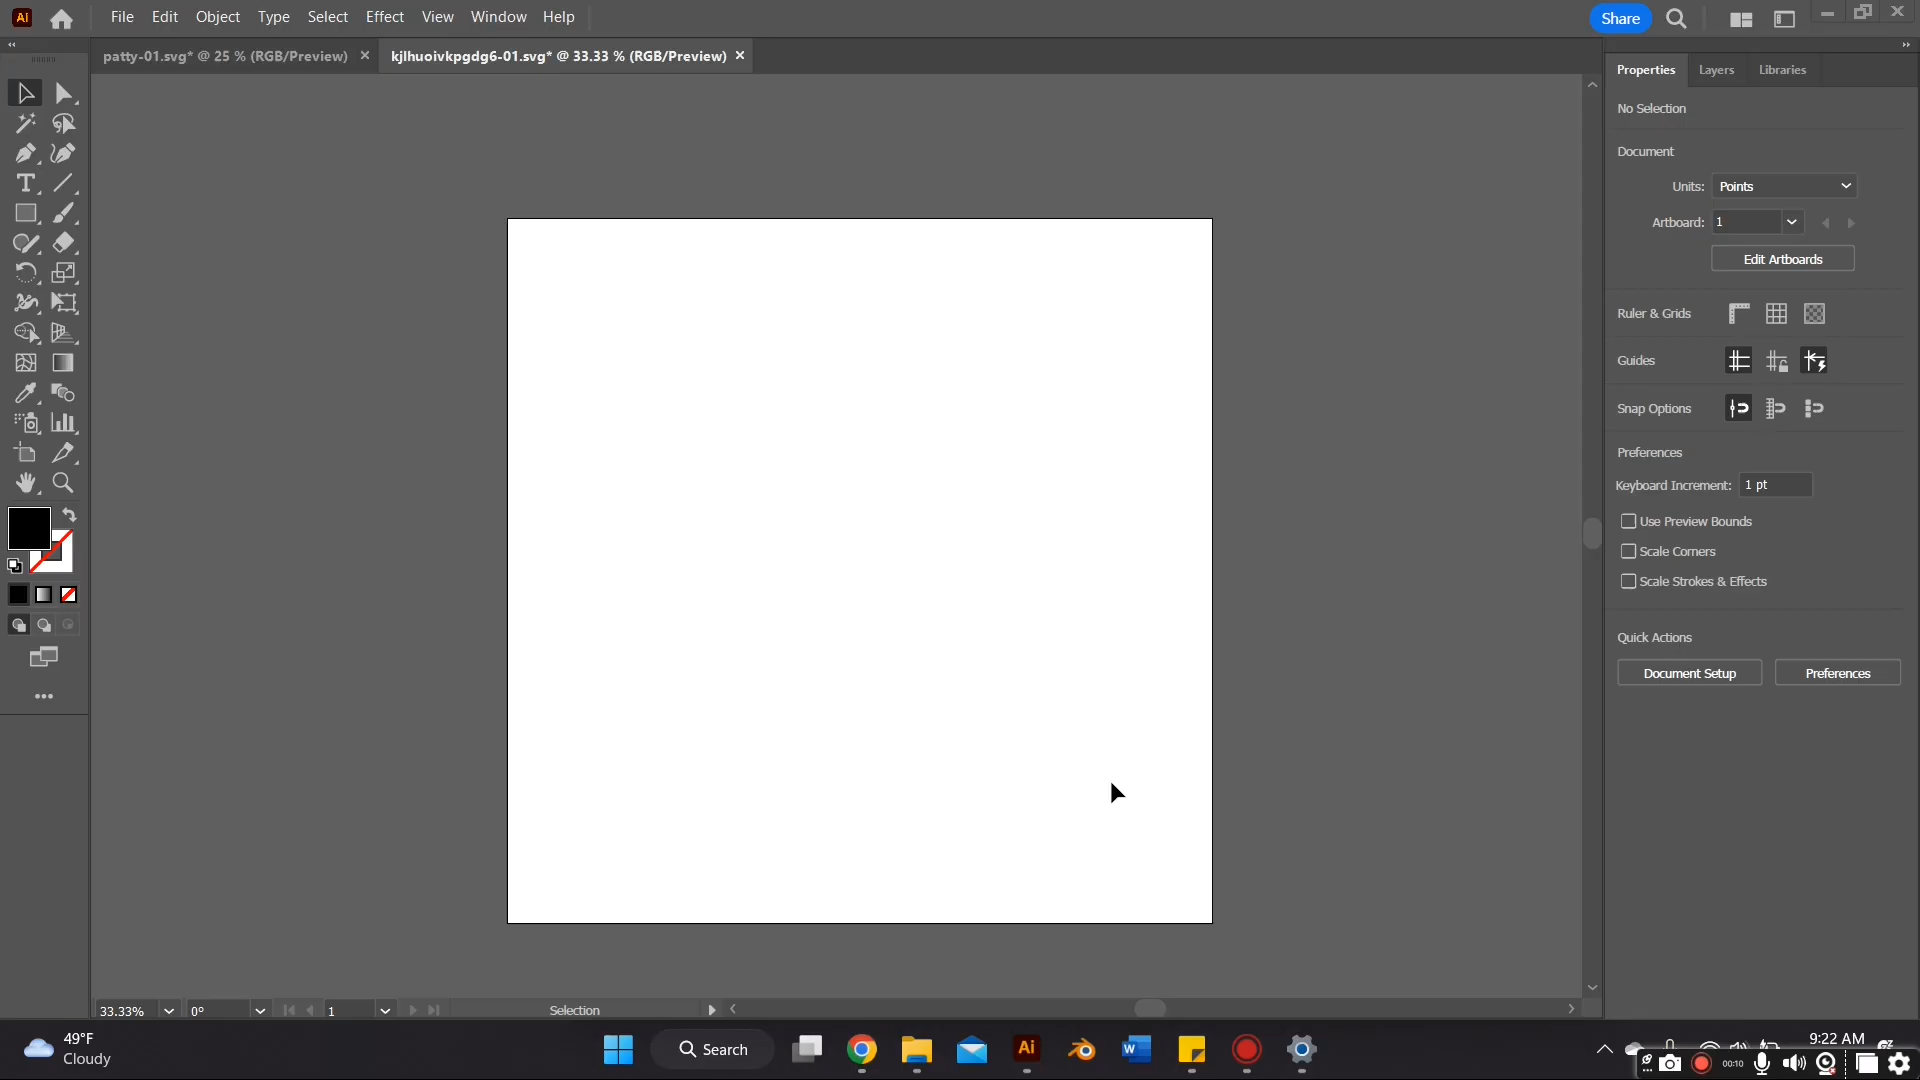 Ai File Edit Object Type Select Effect View Window Help Share
patty-01.svg* @ 25 % (RGB/Preview) kjlhuoivkpgdg6-01.svg* @ 33.33 % (RGB/Preview)
Properties Layers Libraries
No Selection
Document
Units: Points
Artboard: 1
Edit Artboards
Ruler & Grids
Guides
Snap Options
Preferences
Keyboard Increment: 1 pt
Use Preview Bounds
Scale Corners
Scale Strokes & Effects
Quick Actions
Document Setup Preferences
33.33% 0° 1 Selection
49°F
Cloudy
Search
Ai
W
9:22 AM
00:10